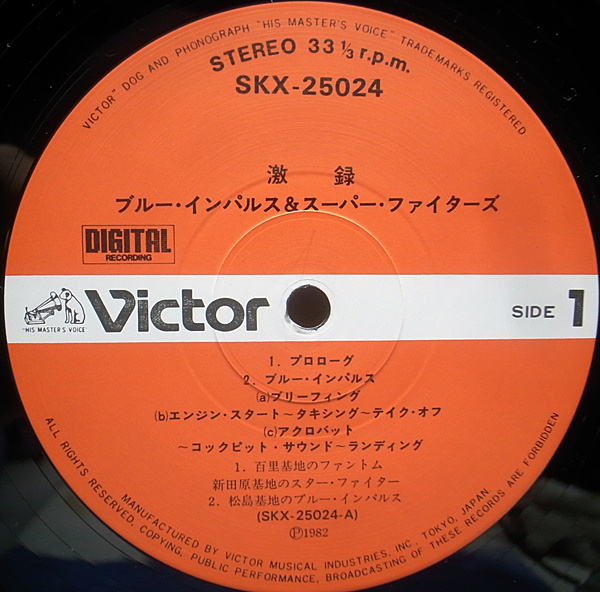 VICTOR" DOG AND PHONOGRAPH "HIS MASTER'S VOICE" TRADEMARKS REGISTERED
STEREO 33 1/3 r.p.m.
SKX-25024
激録
ブルー・インパルス&スーパー・ファイターズ
DIGITAL
RECORDING
"HIS MASTER'S VOICE"
Victor
SIDE 1
1. プロローグ
2. ブルー・インパルス
(a)ブリーフィング
(b)エンジン・スタート~タキシング~テイク・オフ
(c)アクロバット
~コックピット・サウンド~ランディング
1. 百里基地のファントム
新田原基地のスター・ファイター
2. 松島基地のブルー・インパルス
(SKX-25024-A)
Ⓟ1982
ALL RIGHTS RESERVED. COPYING, PUBLIC PERFORMANCE, BROADCASTING OF THESE RECORDS ARE FORBIDDEN
MANUFACTURED BY VICTOR MUSICAL INDUSTRIES, INC., TOKYO, JAPAN.